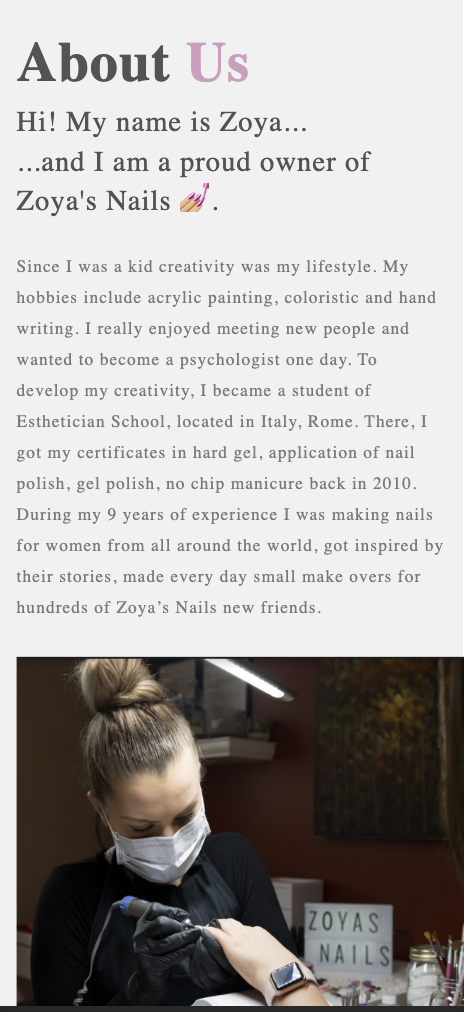 About Us
Hi! My name is Zoya...
...and I am a proud owner of
Zoya's Nails 💅🏼.
Since I was a kid creativity was my lifestyle. My
hobbies include acrylic painting, coloristic and hand
writing. I really enjoyed meeting new people and
wanted to become a psychologist one day. To
develop my creativity, I became a student of
Esthetician School, located in Italy, Rome. There, I
got my certificates in hard gel, application of nail
polish, gel polish, no chip manicure back in 2010.
During my 9 years of experience I was making nails
for women from all around the world, got inspired by
their stories, made every day small make overs for
hundreds of Zoya’s Nails new friends.
ZOYAS
NAILS